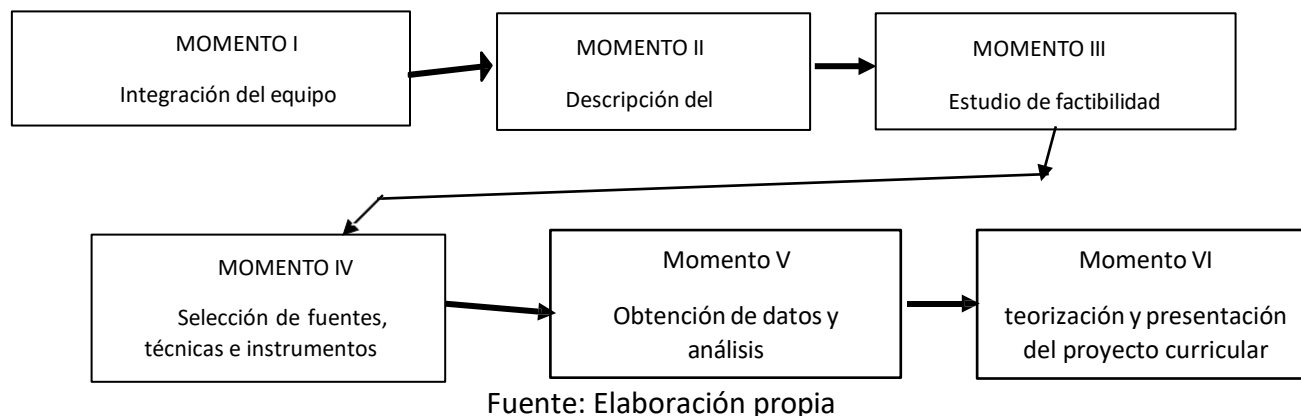 MOMENTO I
Integración del equipo
MOMENTO II
Descripción del
MOMENTO III
Estudio de factibilidad
MOMENTO IV
Selección de fuentes,
técnicas e instrumentos
Momento V
Obtención de datos y
análisis
Momento VI
teorización y presentación
del proyecto curricular
Fuente: Elaboración propia